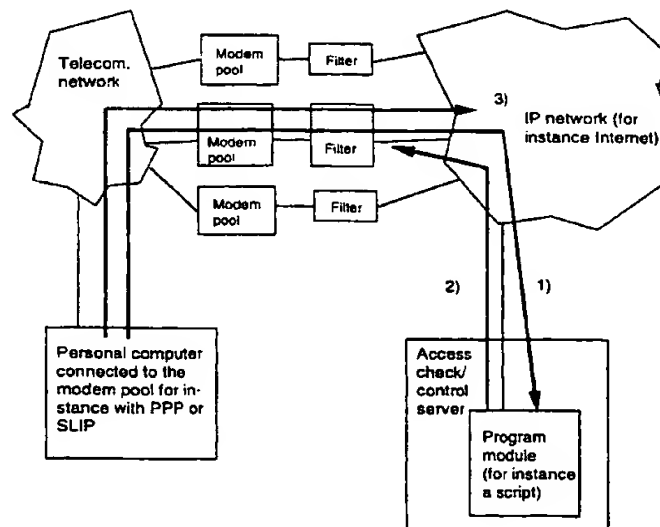 Telecom.
network
Modem
pool
Filter
3)
IP network (for
instance Internet)
Modem
pool
Filter
Modem
pool
Filter
2)
1)
Personal computer
connected to the
modem pool for in-
stance with PPP or
SLIP
Access
check/
control
server
Program
module
(for instance
a script)